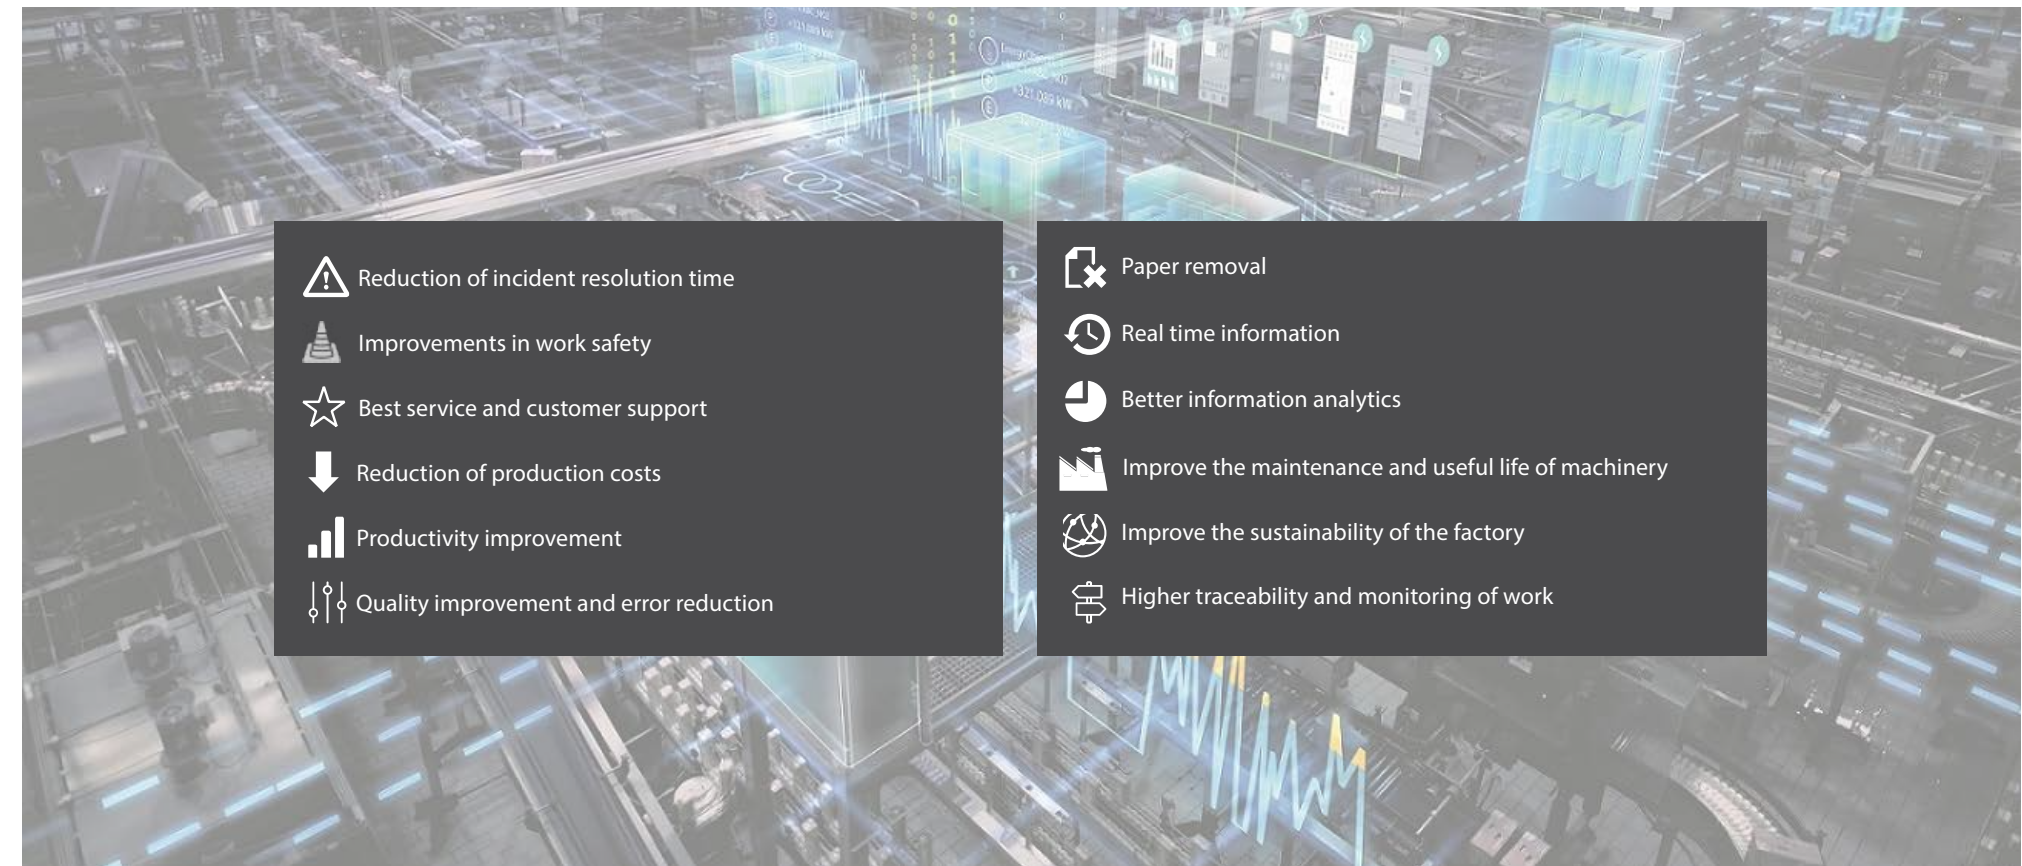 Reduction of incident resolution time
Improvements in work safety
Best service and customer support
Reduction of production costs
Productivity improvement
Quality improvement and error reduction
Paper removal
Real time information
Better information analytics
Improve the maintenance and useful life of machinery
Improve the sustainability of the factory
Higher traceability and monitoring of work